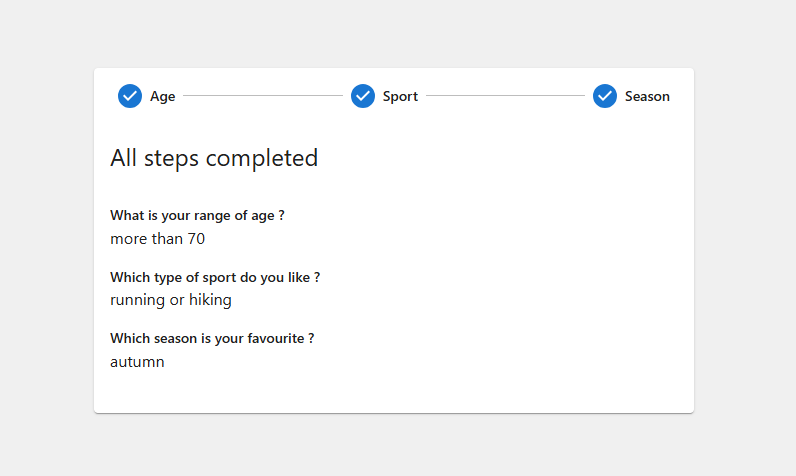 Age Sport Season
All steps completed
What is your range of age ?
more than 70
Which type of sport do you like ?
running or hiking
Which season is your favourite ?
autumn